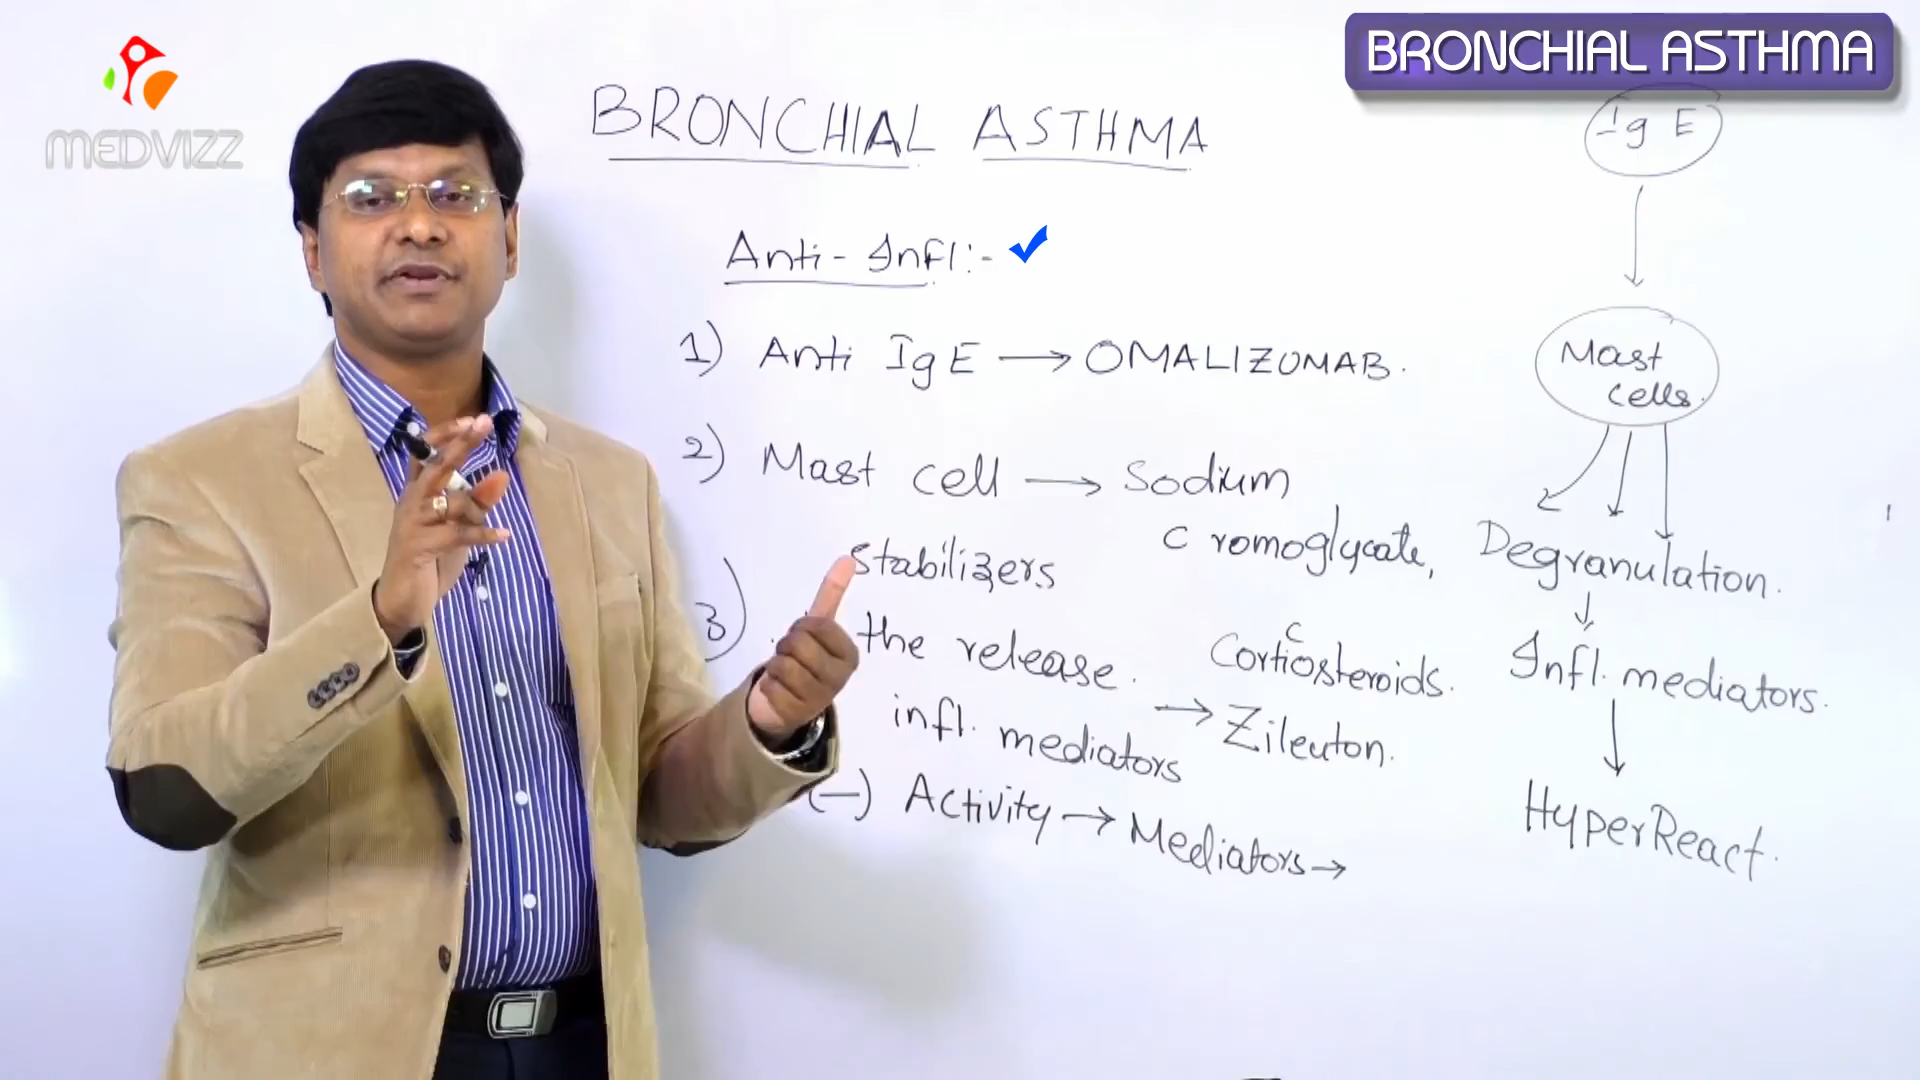 BRONCHIAL ASTHMA
MEDVIZZ
BRONCHIAL ASTHMA
Anti-Infl:-
1) Anti IgE → OMALIZUMAB.
2) Mast cell → Sodium
Cromoglycate,
stabilizers
3) the release
infl. mediators → Corticosteroids.
Zileuton.
(-) Activity → Mediators →
IgE
Mast
cells.
Degranulation.
Infl. mediators.
HyperReact.